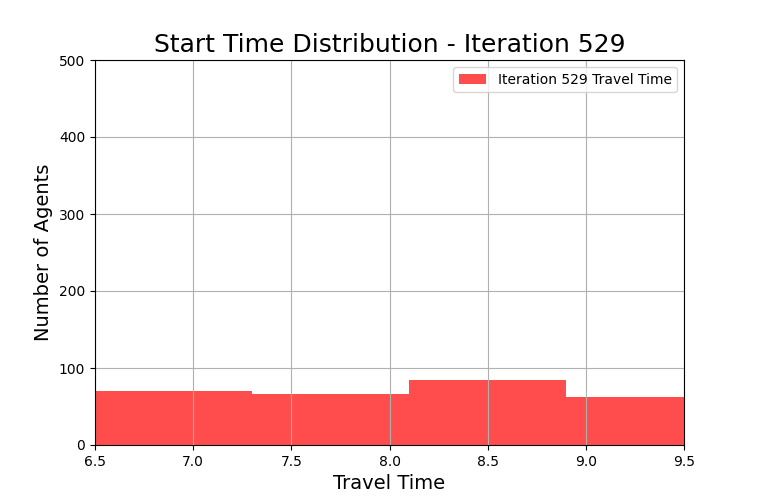 Start Time Distribution - Iteration 529
Iteration 529 Travel Time
Number of Agents
500
400
300
200
100
0
6.5 7.0 7.5 8.0 8.5 9.0 9.5
Travel Time